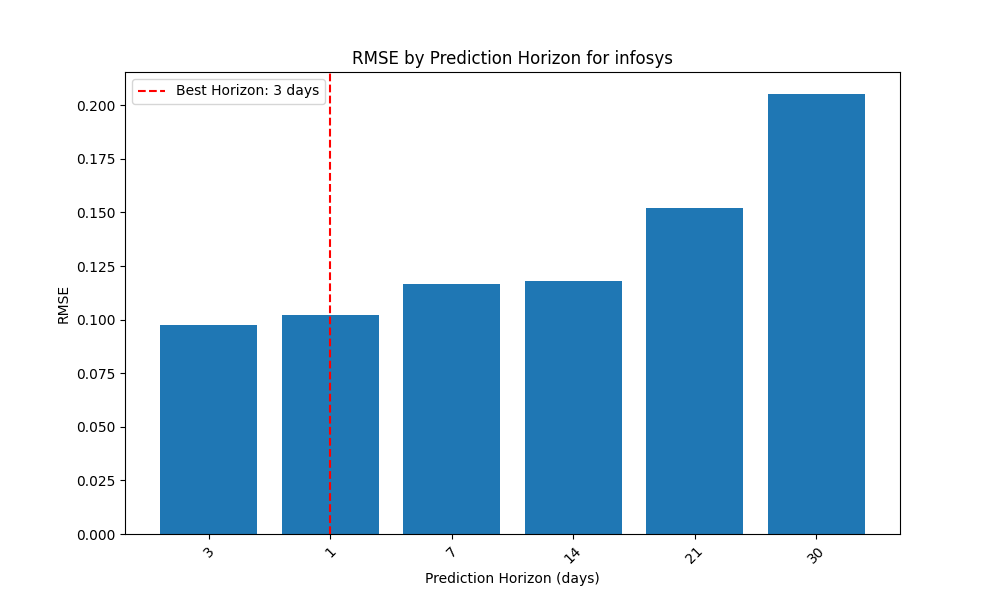 RMSE by Prediction Horizon for infosys
Best Horizon: 3 days
0.200
0.175
0.150
0.125
0.100
0.075
0.050
0.025
0.000
RMSE
3 1 7 14 21 30
Prediction Horizon (days)